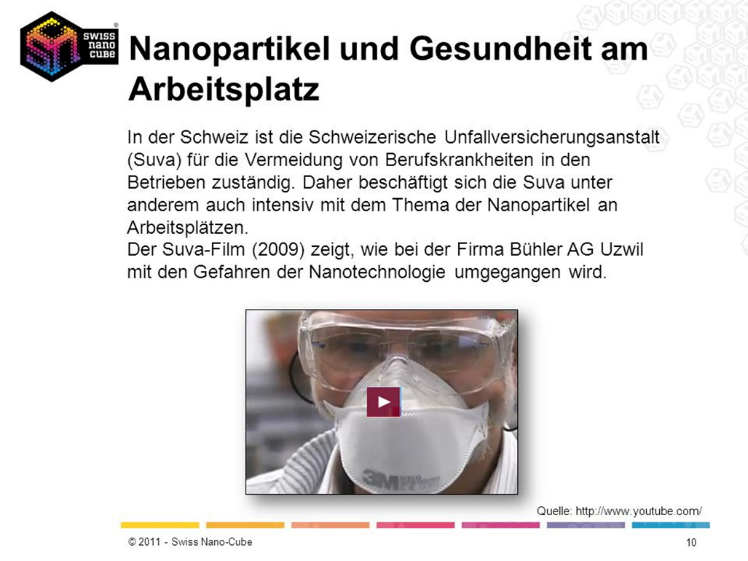 SWISS
nano
CUBE
®
Nanopartikel und Gesundheit am
Arbeitsplatz
In der Schweiz ist die Schweizerische Unfallversicherungsanstalt
(Suva) für die Vermeidung von Berufskrankheiten in den
Betrieben zuständig. Daher beschäftigt sich die Suva unter
anderem auch intensiv mit dem Thema der Nanopartikel an
Arbeitsplätzen.
Der Suva-Film (2009) zeigt, wie bei der Firma Bühler AG Uzwil
mit den Gefahren der Nanotechnologie umgegangen wird.
3M
Quelle: http://www.youtube.com/
© 2011 - Swiss Nano-Cube
10